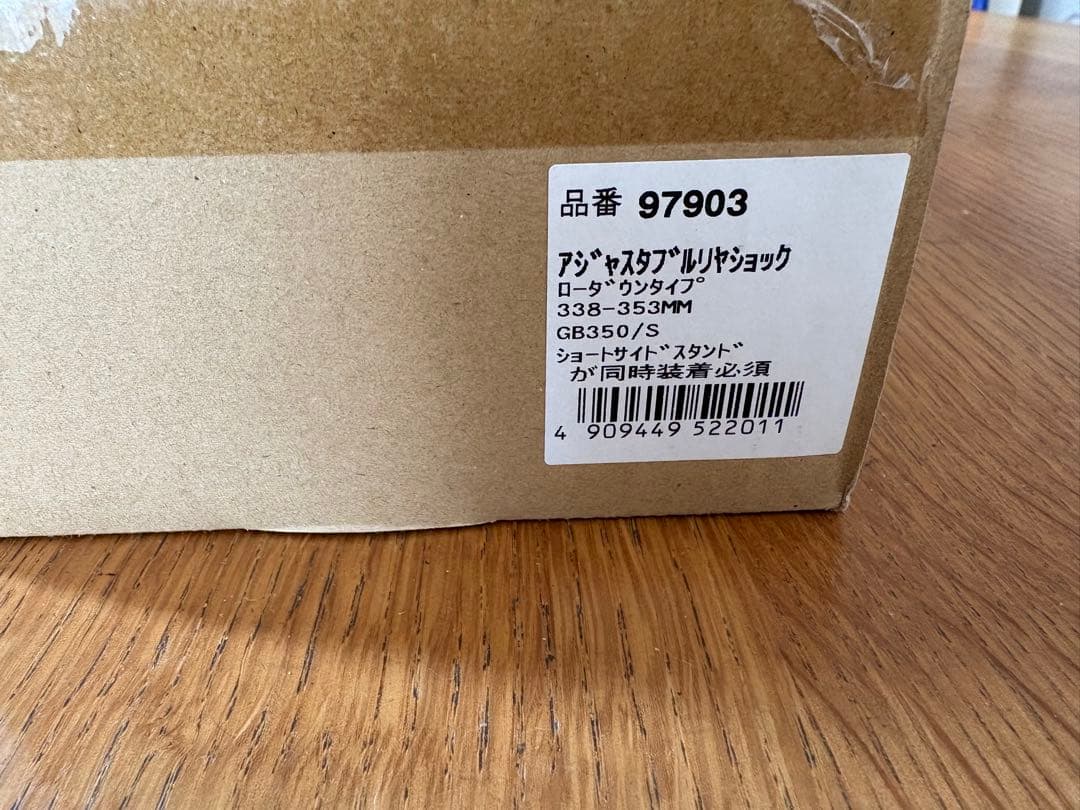 品番 97903
ｱｼﾞｬｽﾀﾌﾞﾙﾘﾔｼｮｯｸ
ﾛｰﾀﾞｳﾝﾀｲﾌﾟ
338-353MM
GB350/S
ｼｮｰﾄｻｲﾄﾞｽﾀﾝﾄﾞ
が同時装着必須
4 909449 522011